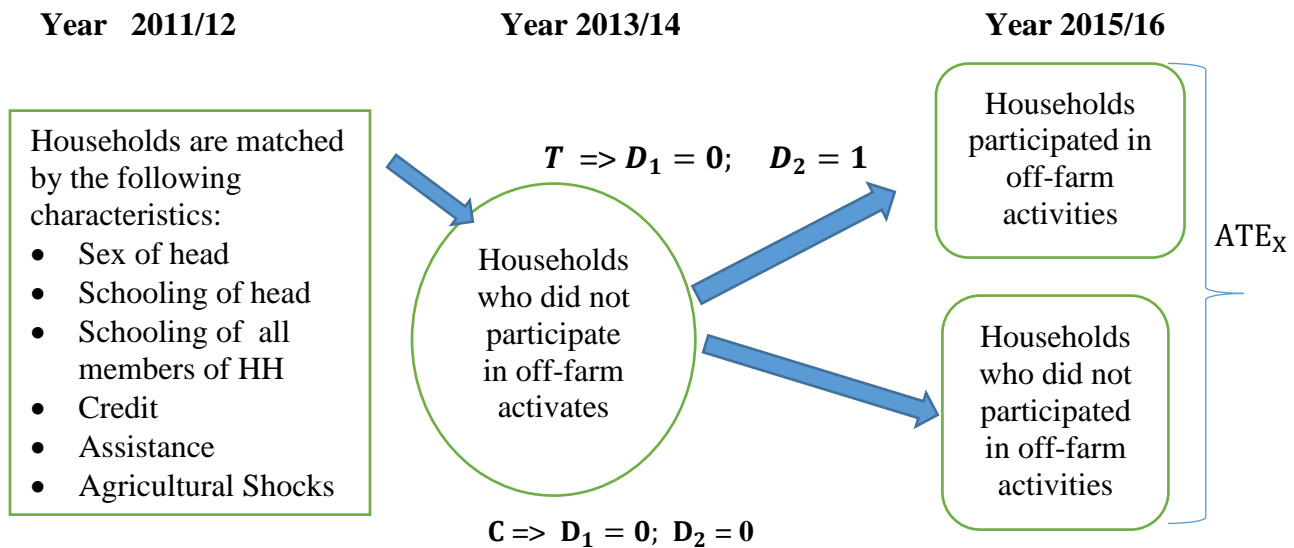 Year 2011/12
Year 2013/14
Year 2015/16
Households are matched
by the following
characteristics:
• Sex of head
• Schooling of head
• Schooling of all
members of HH
• Credit
• Assistance
• Agricultural Shocks
T => D₁ = 0; D₂ = 1
Households
who did not
participate
in off-farm
activates
C => D₁ = 0; D₂ = 0
Households
participated in
off-farm
activities
Households
who did not
participated
in off-farm
activities
ATEₓ